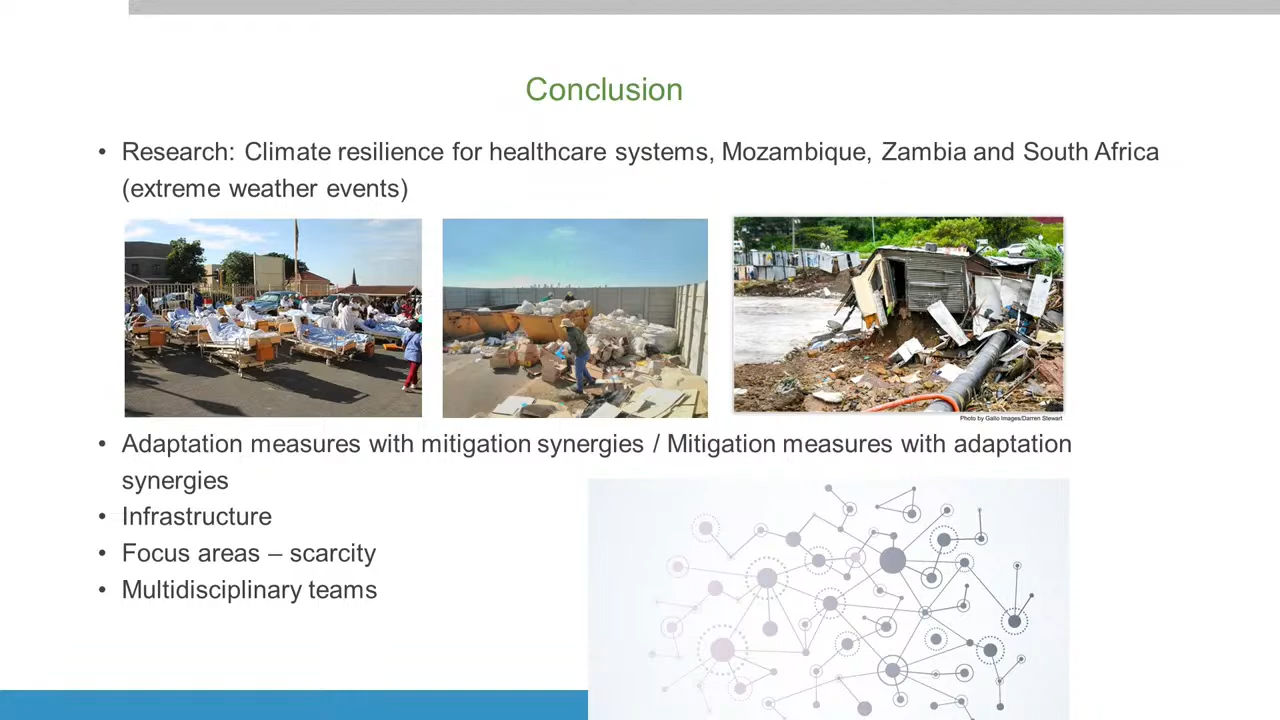 Conclusion
• Research: Climate resilience for healthcare systems, Mozambique, Zambia and South Africa
(extreme weather events)
Photo by Gallo Images/Darren Stewart
• Adaptation measures with mitigation synergies / Mitigation measures with adaptation
synergies
• Infrastructure
• Focus areas – scarcity
• Multidisciplinary teams